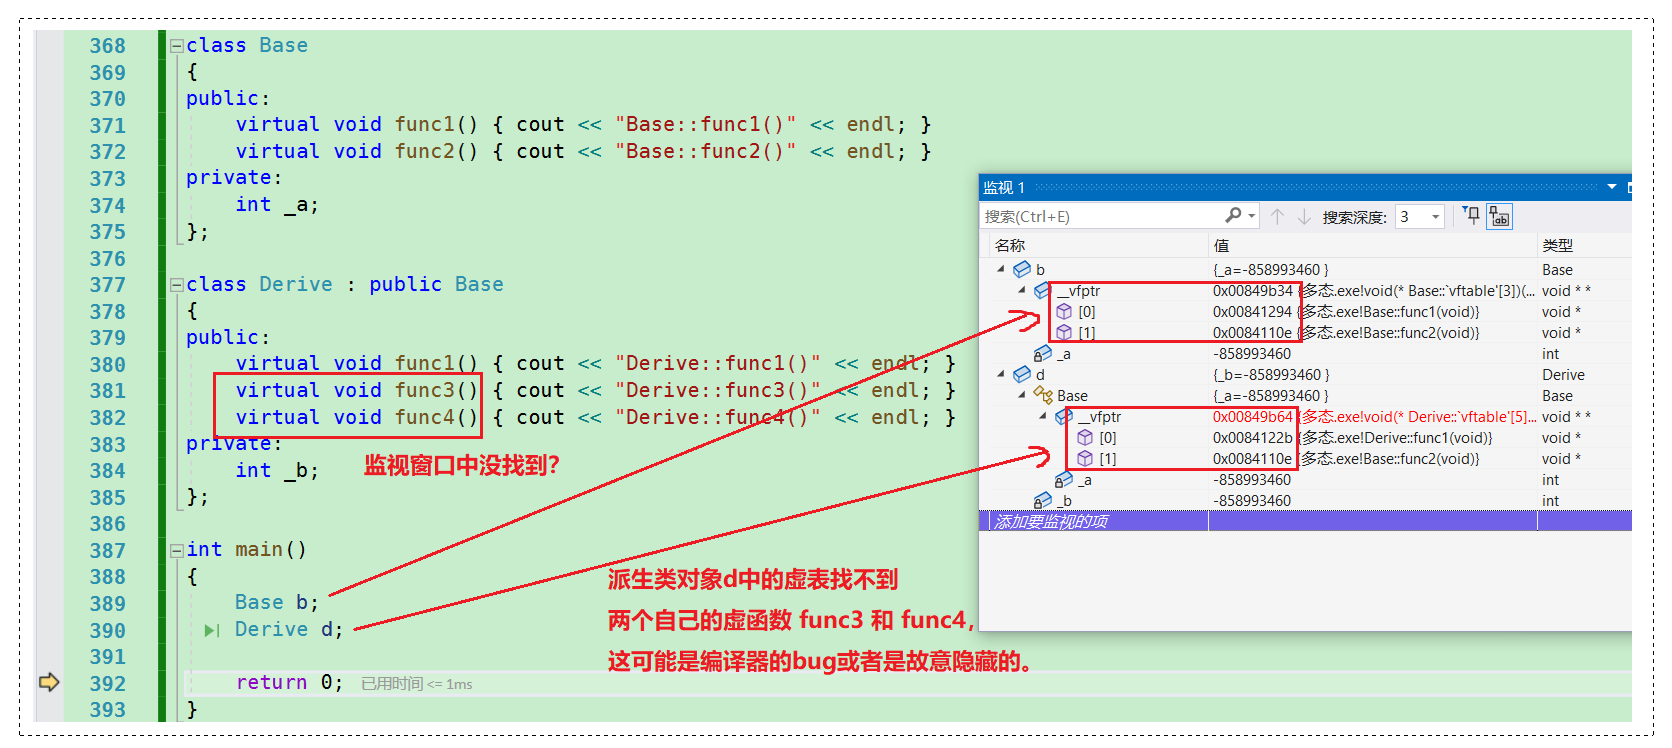 368 class Base
369 {
370 public:
371 virtual void func1() { cout << "Base::func1()" << endl; }
372 virtual void func2() { cout << "Base::func2()" << endl; }
373 private:
374 int _a;
375 };
376
377 class Derive : public Base
378 {
379 public:
380 virtual void func1() { cout << "Derive::func1()" << endl; }
381 virtual void func3() { cout << "Derive::func3()" << endl; }
382 virtual void func4() { cout << "Derive::func4()" << endl; }
383 private:
384 int _b;
385 };
386
387 int main()
388 {
389 Base b;
390 Derive d;
391
392 return 0; 已用时间 <= 1ms
393 }
监视窗口中没找到?
派生类对象d中的虚表找不到
两个自己的虚函数 func3 和 func4,
这可能是编译器的bug或者是故意隐藏的。
监视 1
搜索(Ctrl+E) 搜索深度: 3
名称 值 类型
b {_a=-858993460 } Base
__vfptr 0x00849b34 {多态.exe!void(* Base::`vftable'[3])(... void * *
[0] 0x00841294 {多态.exe!Base::func1(void)} void *
[1] 0x0084110e {多态.exe!Base::func2(void)} void *
_a -858993460 int
d {_b=-858993460 } Derive
Base {_a=-858993460 } Base
__vfptr 0x00849b64 {多态.exe!void(* Derive::`vftable'[5]... void * *
[0] 0x0084122b {多态.exe!Derive::func1(void)} void *
[1] 0x0084110e {多态.exe!Base::func2(void)} void *
_a -858993460 int
_b -858993460 int
添加要监视的项